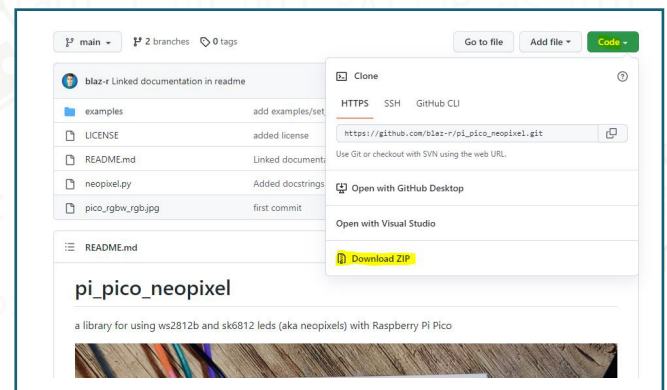 main 2 branches 0 tags Go to file Add file Code
blaz-r Linked documentation in readme
examples add examples/set_
LICENSE added license
README.md Linked documenta
neopixel.py Added docstrings
pico_rgbw_rgb.jpg first commit
Clone
HTTPS SSH GitHub CLI
https://github.com/blaz-r/pi_pico_neopixel.git
Use Git or checkout with SVN using the web URL.
Open with GitHub Desktop
Open with Visual Studio
Download ZIP
README.md
pi_pico_neopixel
a library for using ws2812b and sk6812 leds (aka neopixels) with Raspberry Pi Pico